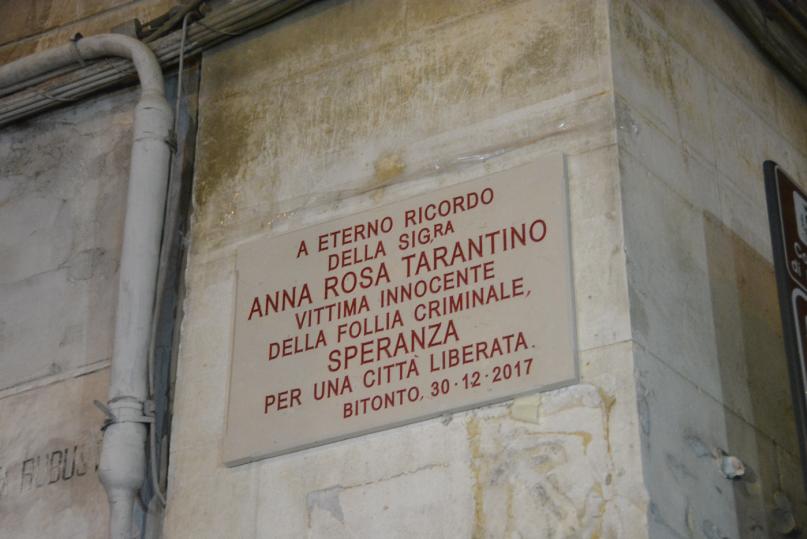 A ETERNO RICORDO
DELLA SIG.RA
ANNA ROSA TARANTINO
VITTIMA INNOCENTE
DELLA FOLLIA CRIMINALE,
SPERANZA
PER UNA CITTÀ LIBERATA.
BITONTO, 30·12·2017
RUBUS